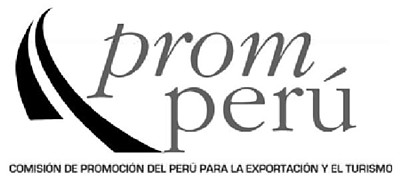 prom
perú
COMISIÓN DE PROMOCIÓN DEL PERÚ PARA LA EXPORTACIÓN Y EL TURISMO